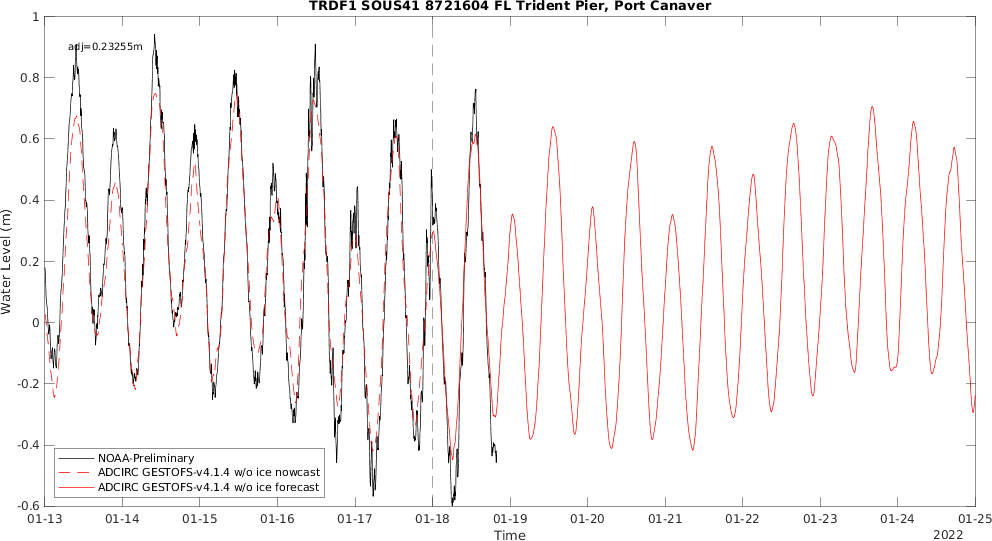 TRDF1 SOUS41 8721604 FL Trident Pier, Port Canaver
adj=0.23255m
Water Level (m)
1
0.8
0.6
0.4
0.2
0
-0.2
-0.4
-0.6
NOAA-Preliminary
ADCIRC GESTOFS-v4.1.4 w/o ice nowcast
ADCIRC GESTOFS-v4.1.4 w/o ice forecast
01-13 01-14 01-15 01-16 01-17 01-18 01-19 01-20 01-21 01-22 01-23 01-24 01-25
Time
2022